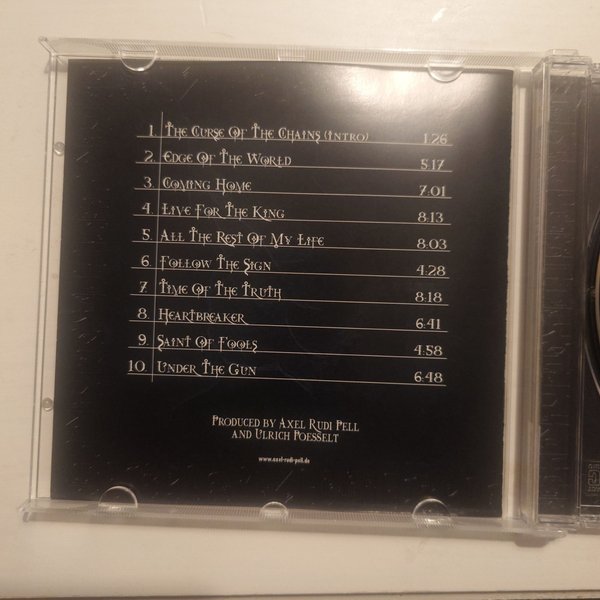 1. The Curse Of The Chains (Intro) 1:26
2. Edge Of The World 5:17
3. Coming Home 7:01
4. Live For The King 8:13
5. All The Rest Of My Life 8:03
6. Follow The Sign 4:28
7. Time Of The Truth 8:18
8. Heartbreaker 6:41
9. Saint Of Fools 4:58
10. Under The Gun 6:48
Produced by Axel Rudi Pell
and Ulrich Poesselt
www.axel-rudi-pell.de